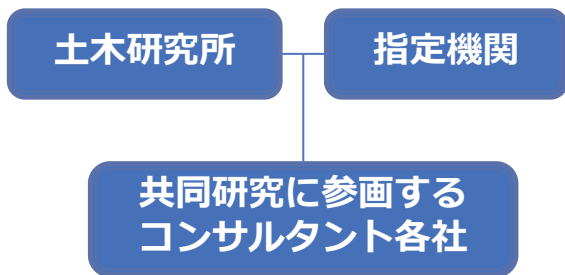 土木研究所
指定機関
共同研究に参画する
コンサルタント各社